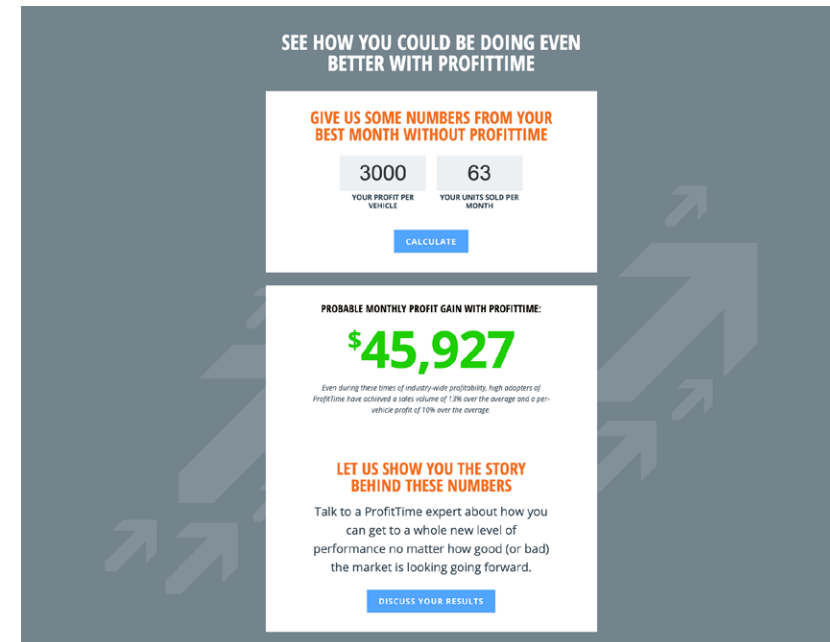 SEE HOW YOU COULD BE DOING EVEN
BETTER WITH PROFITTIME
GIVE US SOME NUMBERS FROM YOUR
BEST MONTH WITHOUT PROFITTIME
3000
63
YOUR PROFIT PER
VEHICLE
YOUR UNITS SOLD PER
MONTH
CALCULATE
PROBABLE MONTHLY PROFIT GAIN WITH PROFITTIME:
$45,927
Even during these times of industry-wide profitability, high adopters of
ProfitTime have achieved a sales volume of 13% over the average and a per-
vehicle profit of 10% over the average.
LET US SHOW YOU THE STORY
BEHIND THESE NUMBERS
Talk to a ProfitTime expert about how you
can get to a whole new level of
performance no matter how good (or bad)
the market is looking going forward.
DISCUSS YOUR RESULTS